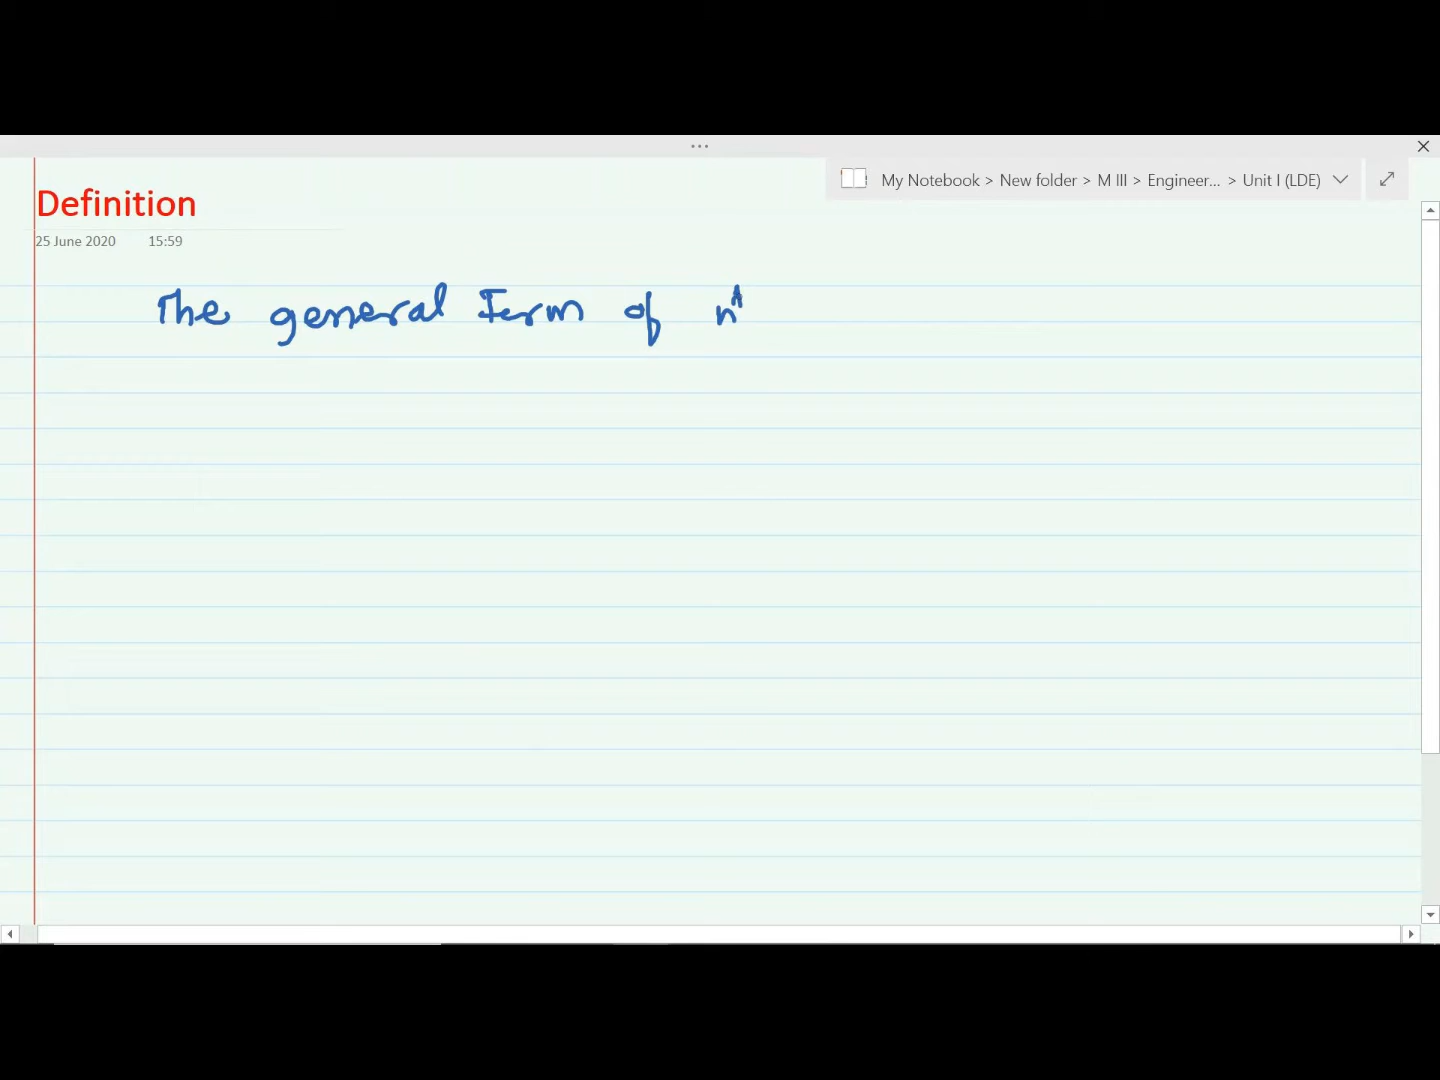 My Notebook > New folder > M III > Engineer... > Unit I (LDE)
Definition
25 June 2020 15:59
The general Term of n